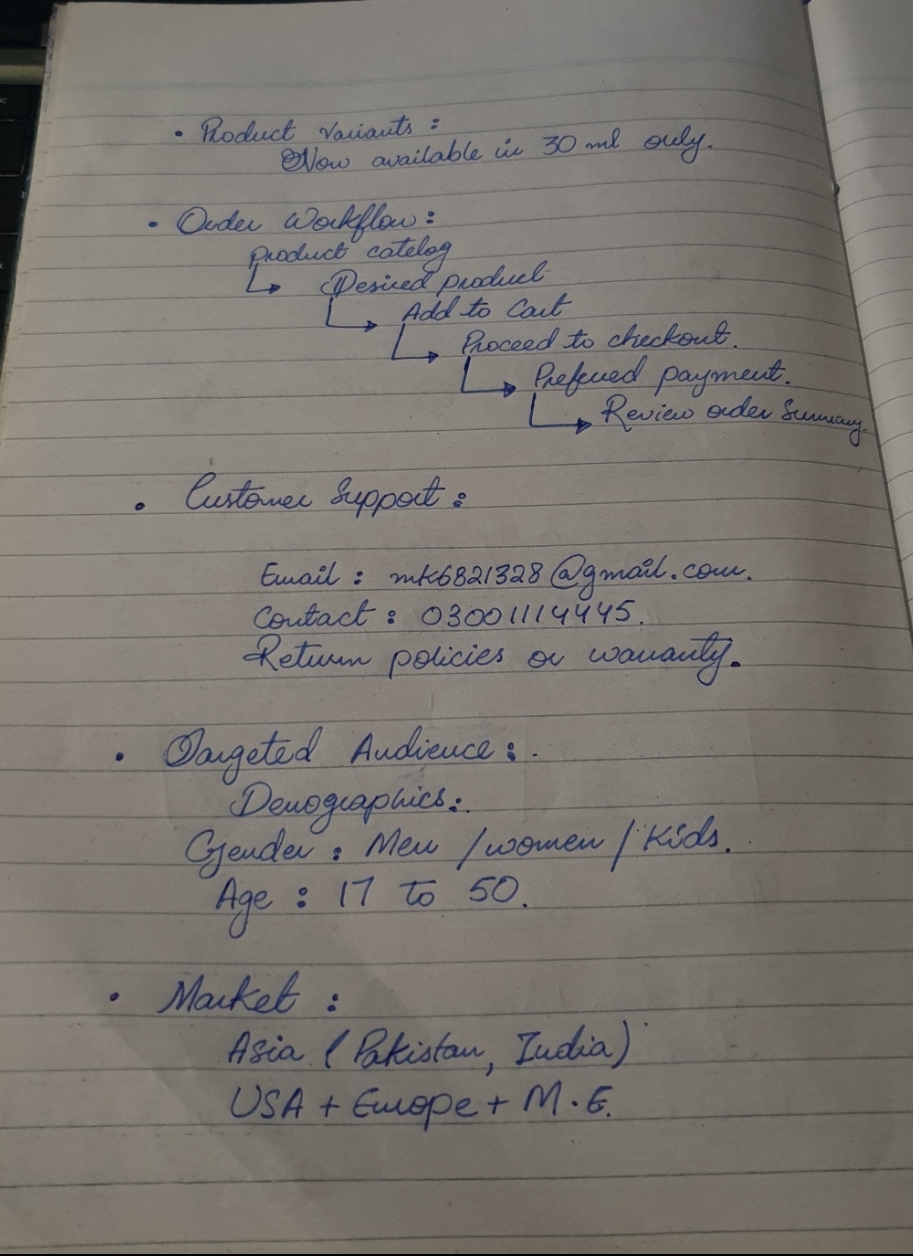 • Product Variants :
Now available in 30 ml only.
• Order Workflow :
Product catelog
↳ Desired product
↳ Add to Cart
↳ Proceed to checkout.
↳ Preferred payment.
↳ Review order Summary.
• Customer Support :
Email : mk6821328@gmail.com.
Contact : 03001114445.
Return policies or warranty.
• Targeted Audience : .
Demographics :.
Gender : Men / women / Kids.
Age : 17 to 50.
• Market :
Asia (Pakistan, India)
USA + Europe + M.E.